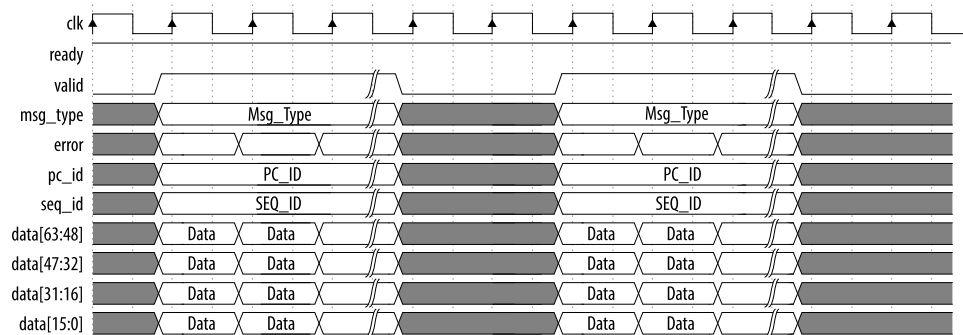 clk
ready
valid
msg_type Msg_Type Msg_Type
error
pc_id PC_ID PC_ID
seq_id SEQ_ID SEQ_ID
data[63:48] Data Data Data Data
data[47:32] Data Data Data Data
data[31:16] Data Data Data Data
data[15:0] Data Data Data Data